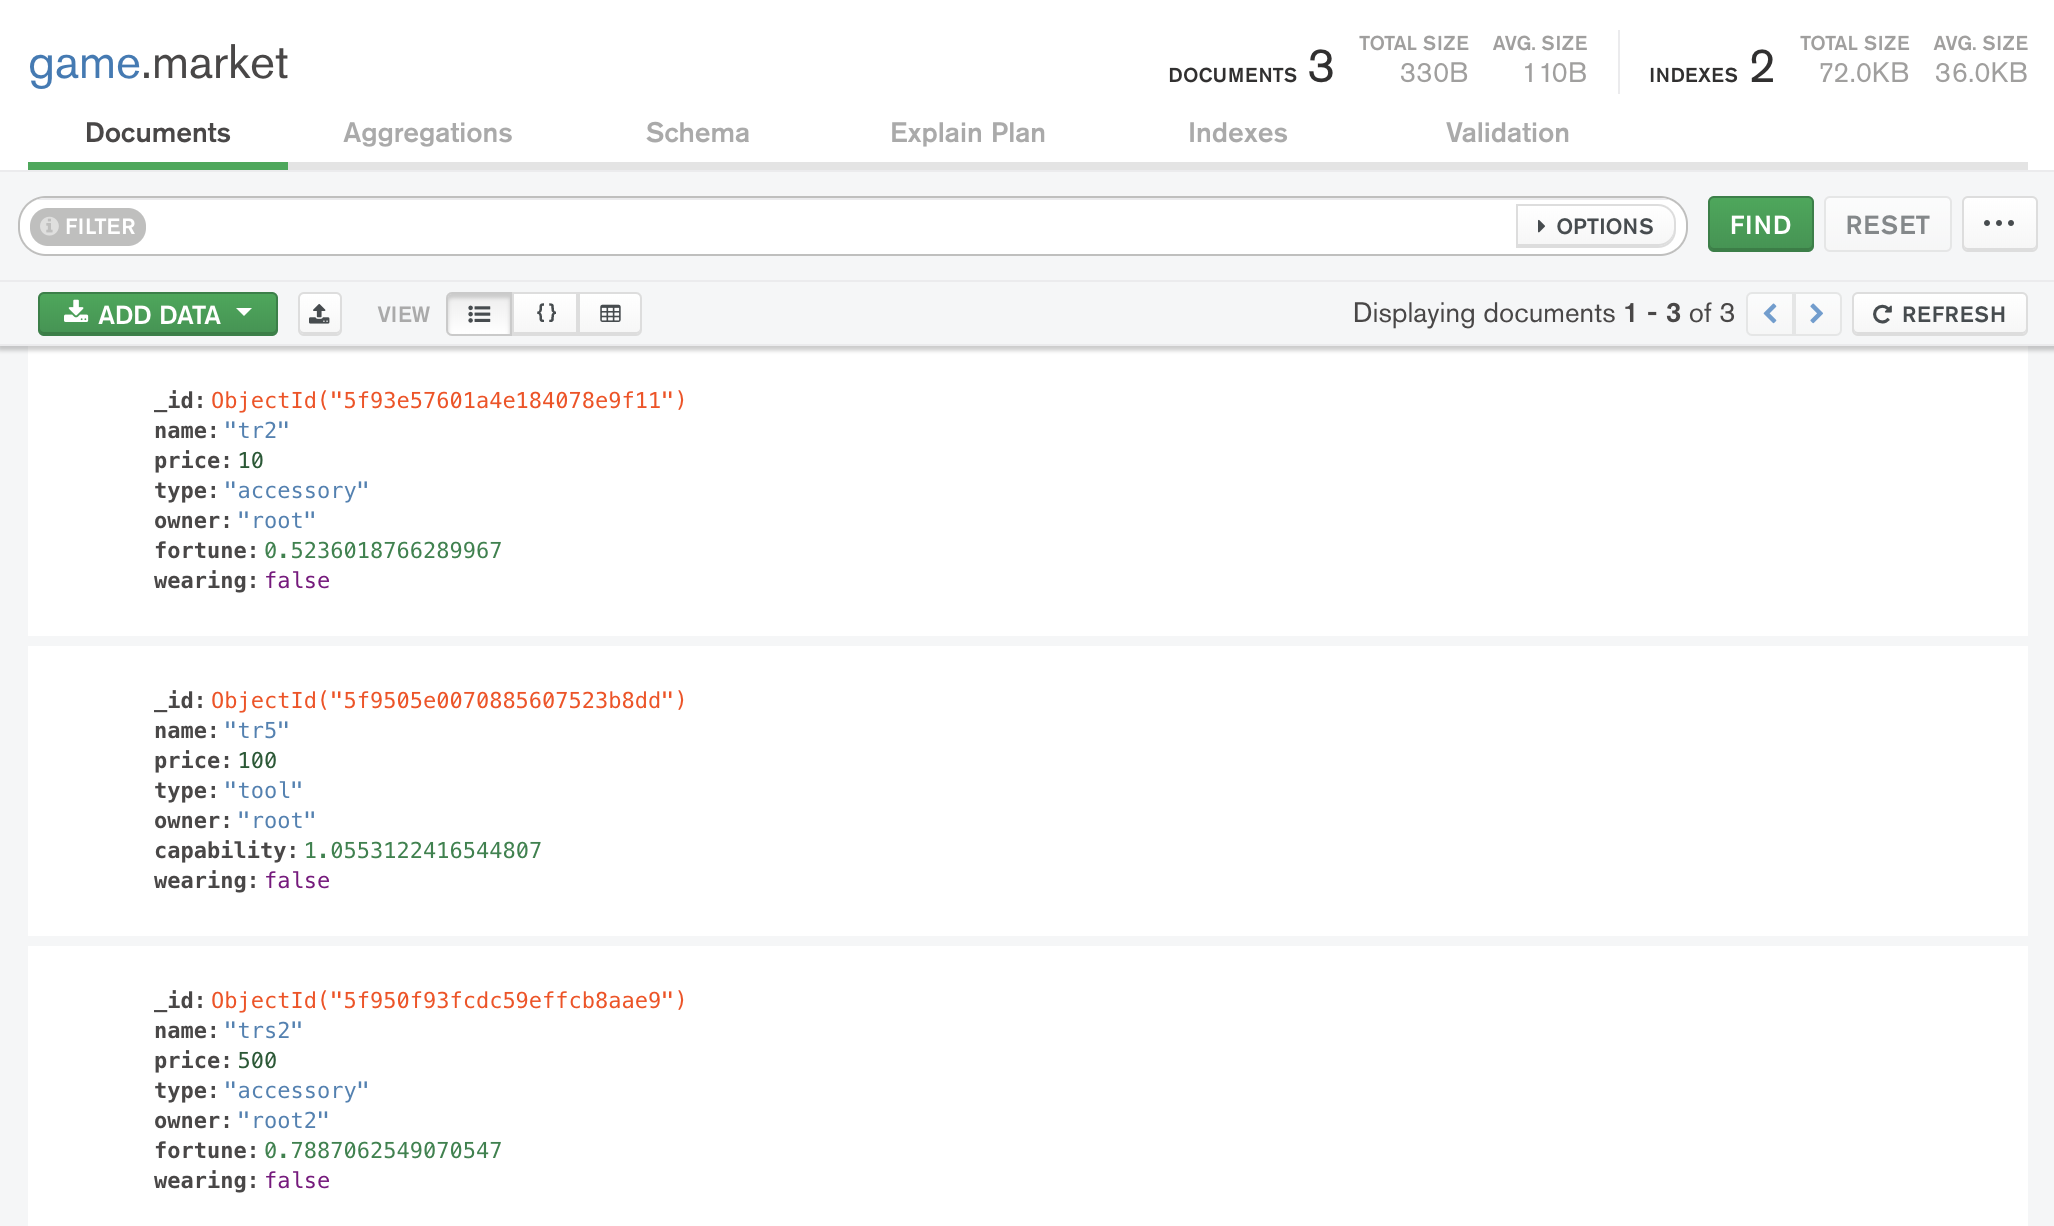 game.market
DOCUMENTS 3 TOTAL SIZE 330B AVG. SIZE 110B INDEXES 2 TOTAL SIZE 72.0KB AVG. SIZE 36.0KB
Documents Aggregations Schema Explain Plan Indexes Validation
FILTER OPTIONS FIND RESET ...
ADD DATA VIEW {} Displaying documents 1 - 3 of 3 REFRESH
_id: ObjectId("5f93e57601a4e184078e9f11")
name: "tr2"
price: 10
type: "accessory"
owner: "root"
fortune: 0.5236018766289967
wearing: false
_id: ObjectId("5f9505e0070885607523b8dd")
name: "tr5"
price: 100
type: "tool"
owner: "root"
capability: 1.0553122416544807
wearing: false
_id: ObjectId("5f950f93fcdc59effcb8aae9")
name: "trs2"
price: 500
type: "accessory"
owner: "root2"
fortune: 0.7887062549070547
wearing: false